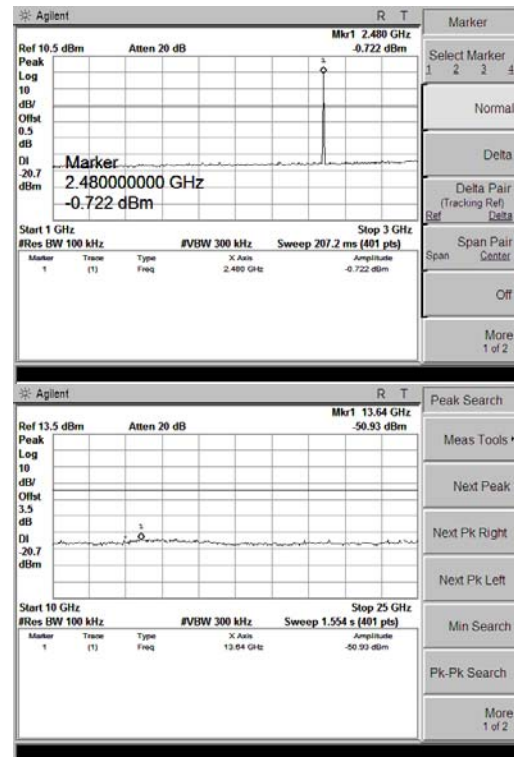 Agilent R T
Mkr1 2.480 GHz
Ref 10.5 dBm Atten 20 dB -0.722 dBm
Peak
Log
10
dB/
Offst
0.5
dB
DI
-20.7
dBm
1
Marker
2.480000000 GHz
-0.722 dBm
Start 1 GHz Stop 3 GHz
#Res BW 100 kHz #VBW 300 kHz Sweep 207.2 ms (401 pts)
Marker Trace Type X Axis Amplitude
1 (1) Freq 2.480 GHz -0.722 dBm
Marker
Select Marker
1 2 3 4
Normal
Delta
Delta Pair
(Tracking Ref)
Ref Delta
Span Pair
Span Center
Off
More
1 of 2
Agilent R T
Mkr1 13.64 GHz
Ref 13.5 dBm Atten 20 dB -50.93 dBm
Peak
Log
10
dB/
Offst
3.5
dB
DI
-20.7
dBm
1
Start 10 GHz Stop 25 GHz
#Res BW 100 kHz #VBW 300 kHz Sweep 1.554 s (401 pts)
Marker Trace Type X Axis Amplitude
1 (1) Freq 13.64 GHz -50.93 dBm
Peak Search
Meas Tools
Next Peak
Next Pk Right
Next Pk Left
Min Search
Pk-Pk Search
More
1 of 2